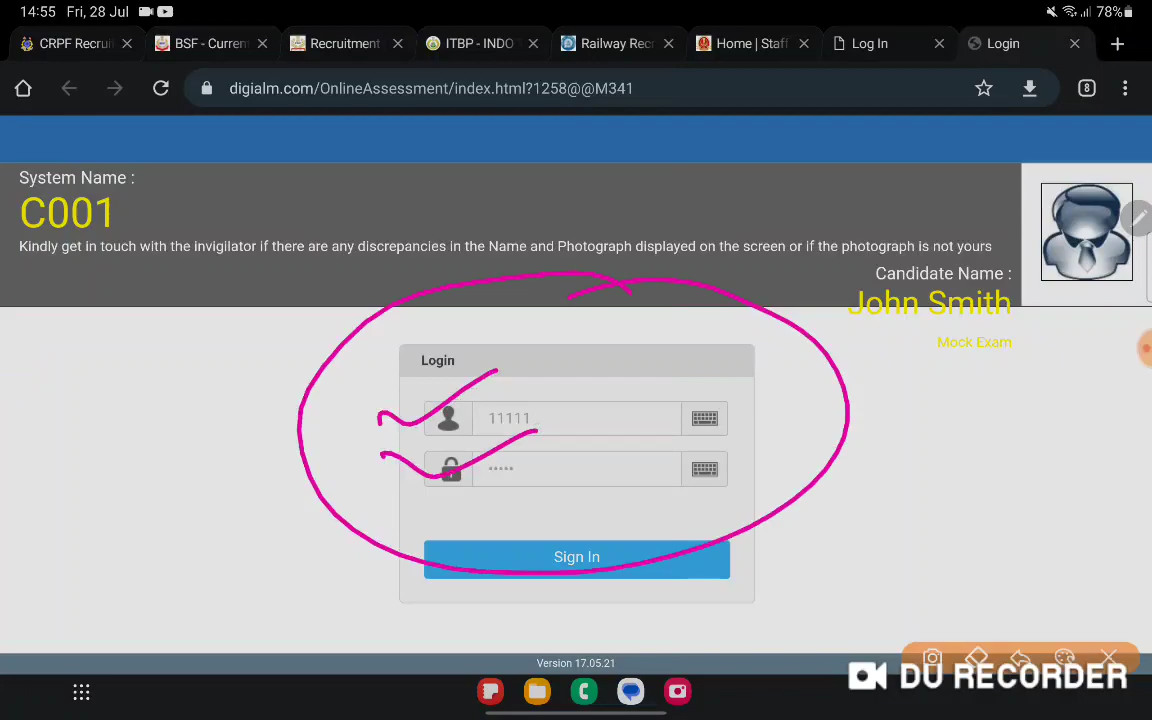 14:55 Fri, 28 Jul 78%
CRPF Recrui BSF - Curren Recruitment ITBP - INDO Railway Rec Home | Staff Log In Login
digialm.com/OnlineAssessment/index.html?1258@@M341 8
System Name :
C001
Kindly get in touch with the invigilator if there are any discrepancies in the Name and Photograph displayed on the screen or if the photograph is not yours
Candidate Name :
John Smith
Mock Exam
Login
11111
•••••
Sign In
Version 17.05.21
DU RECORDER